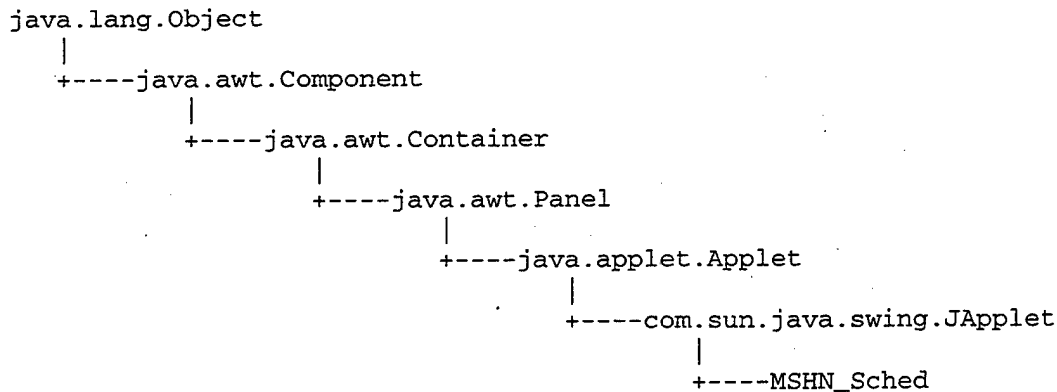 java.lang.Object
|
+----java.awt.Component
|
+----java.awt.Container
|
+----java.awt.Panel
|
+----java.applet.Applet
|
+----com.sun.java.swing.JApplet
|
+----MSHN_Sched